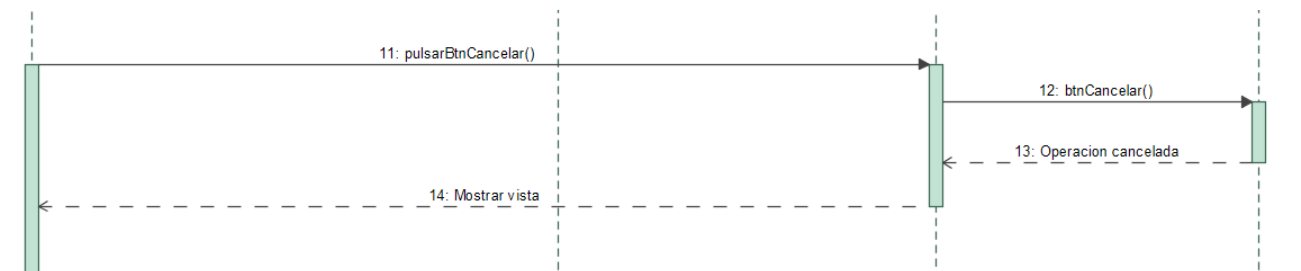 11: pulsarBtnCancelar()
12: btnCancelar()
13: Operacion cancelada
14: Mostrar vista